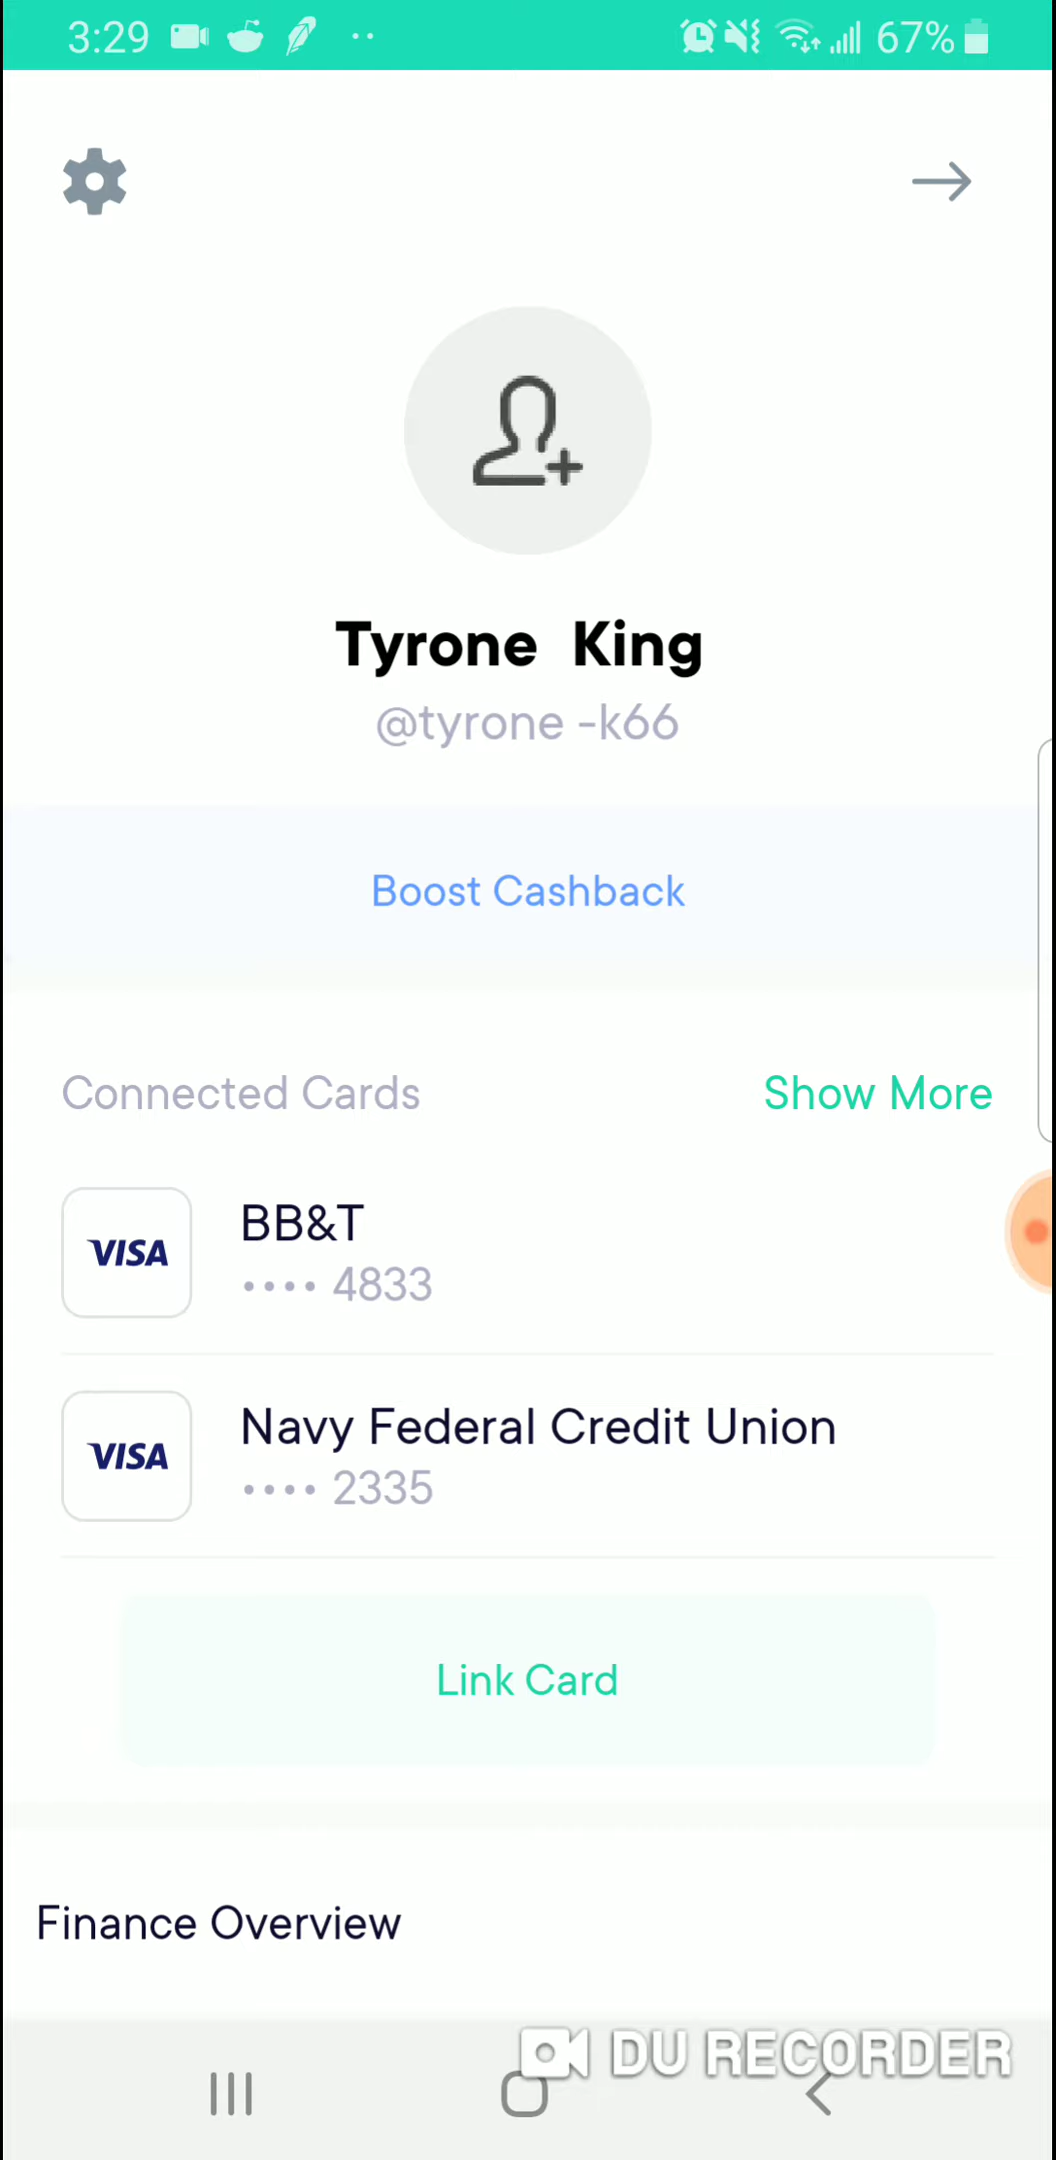 3:29 67%
Tyrone King
@tyrone -k66
Boost Cashback
Connected Cards Show More
VISA BB&T
•••• 4833
VISA Navy Federal Credit Union
•••• 2335
Link Card
Finance Overview
DU RECORDER